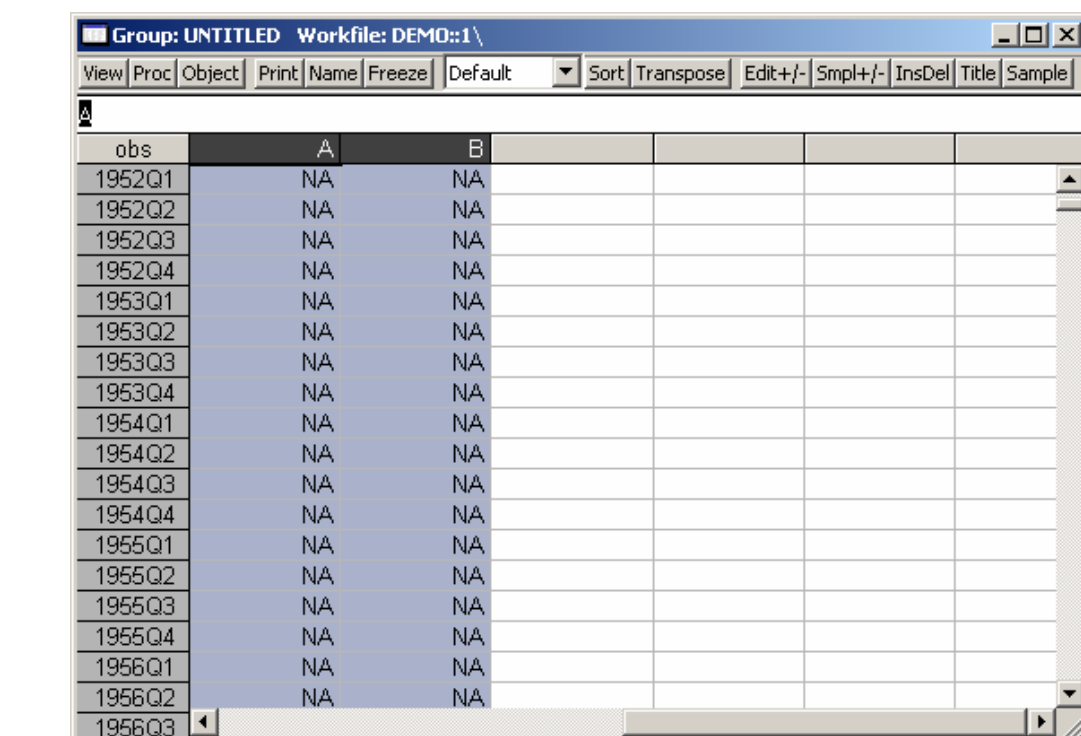 Group: UNTITLED Workfile: DEMO::1\
View Proc Object Print Name Freeze Default Sort Transpose Edit+/- Smpl+/- InsDel Title Sample
A
obs A B
1952Q1 NA NA
1952Q2 NA NA
1952Q3 NA NA
1952Q4 NA NA
1953Q1 NA NA
1953Q2 NA NA
1953Q3 NA NA
1953Q4 NA NA
1954Q1 NA NA
1954Q2 NA NA
1954Q3 NA NA
1954Q4 NA NA
1955Q1 NA NA
1955Q2 NA NA
1955Q3 NA NA
1955Q4 NA NA
1956Q1 NA NA
1956Q2 NA NA
1956Q3